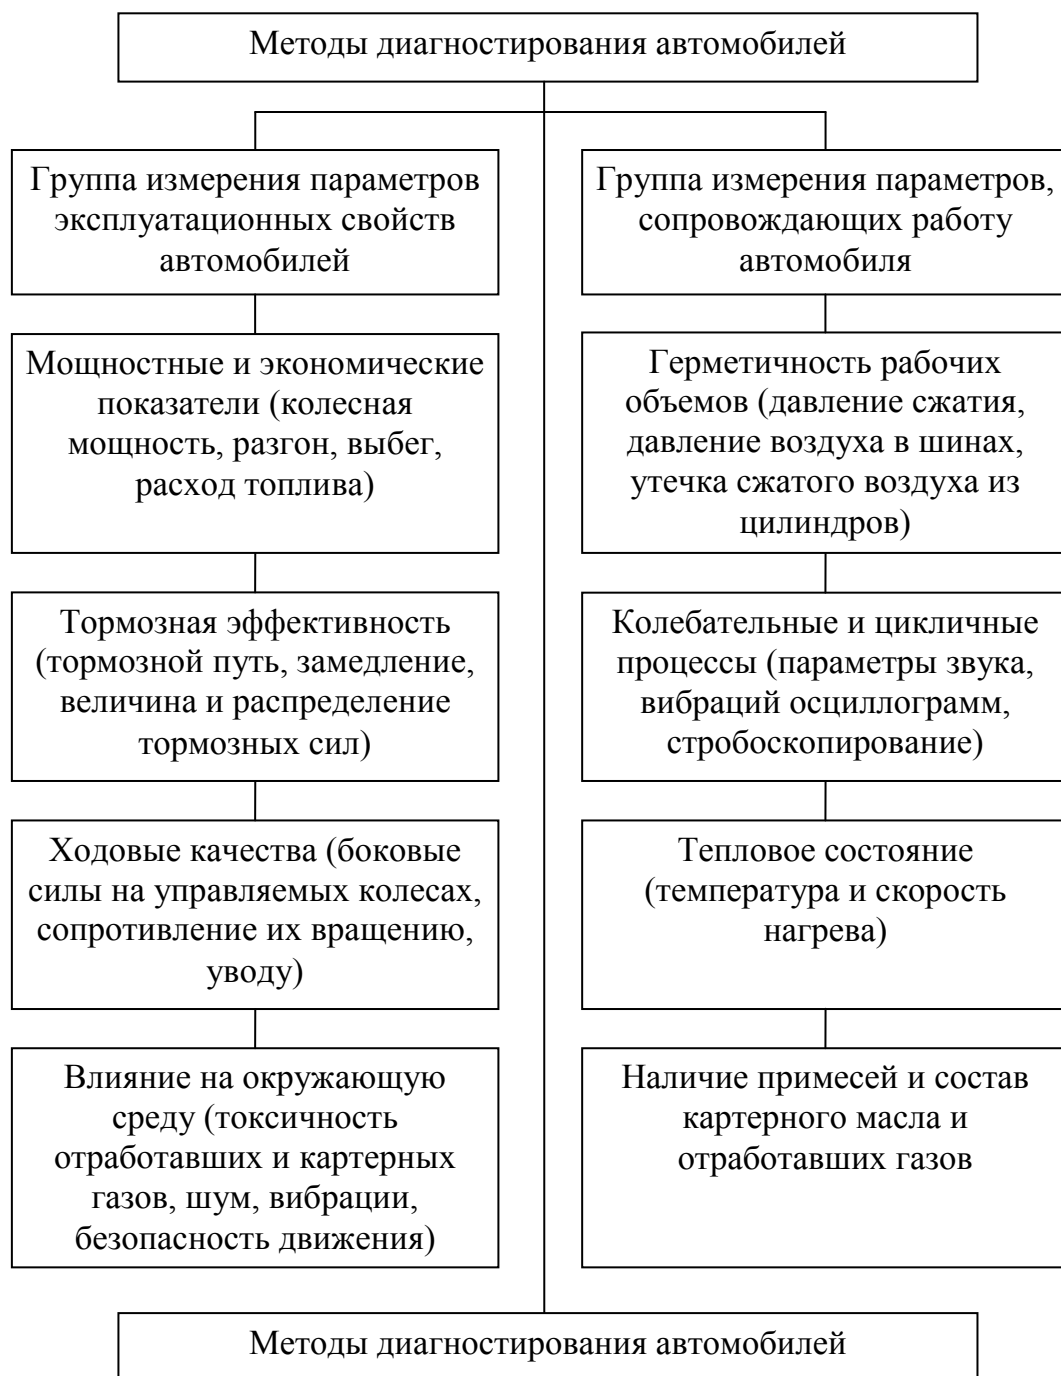 Методы диагностирования автомобилей
Группа измерения параметров
эксплуатационных свойств
автомобилей
Мощностные и экономические
показатели (колесная
мощность, разгон, выбег,
расход топлива)
Тормозная эффективность
(тормозной путь, замедление,
величина и распределение
тормозных сил)
Ходовые качества (боковые
силы на управляемых колесах,
сопротивление их вращению,
уводу)
Влияние на окружающую
среду (токсичность
отработавших и картерных
газов, шум, вибрации,
безопасность движения)
Группа измерения параметров,
сопровождающих работу
автомобиля
Герметичность рабочих
объемов (давление сжатия,
давление воздуха в шинах,
утечка сжатого воздуха из
цилиндров)
Колебательные и цикличные
процессы (параметры звука,
вибраций осциллограмм,
стробоскопирование)
Тепловое состояние
(температура и скорость
нагрева)
Наличие примесей и состав
картерного масла и
отработавших газов
Методы диагностирования автомобилей